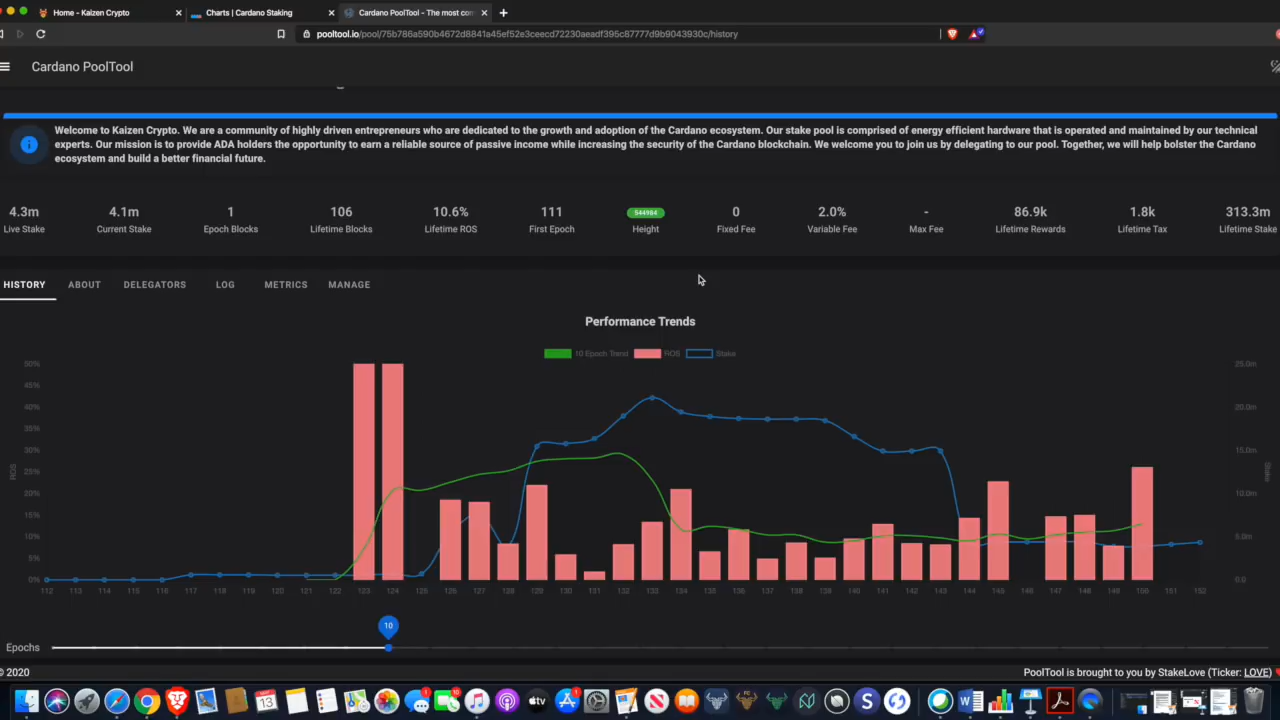 Home - Kaizen Crypto
Charts | Cardano Staking
Cardano PoolTool - The most con
pooltool.io/pool/75b786a590b4672d8841a45ef52e3ceecd72230aeadf395c87777d9b9043930c/history
Cardano PoolTool
Welcome to Kaizen Crypto. We are a community of highly driven entrepreneurs who are dedicated to the growth and adoption of the Cardano ecosystem. Our stake pool is comprised of energy efficient hardware that is operated and maintained by our technical
experts. Our mission is to provide ADA holders the opportunity to earn a reliable source of passive income while increasing the security of the Cardano blockchain. We welcome you to join us by delegating to our pool. Together, we will help bolster the Cardano
ecosystem and build a better financial future.
4.3m 4.1m 1 106 10.6% 111 544984 0 2.0% - 86.9k 1.8k 313.3m
Live Stake Current Stake Epoch Blocks Lifetime Blocks Lifetime ROS First Epoch Height Fixed Fee Variable Fee Max Fee Lifetime Rewards Lifetime Tax Lifetime Stake
HISTORY ABOUT DELEGATORS LOG METRICS MANAGE
Performance Trends
10 Epoch Trend ROS Stake
50% 25.0m
45%
40% 20.0m
35%
30% 15.0m
25%
ROS Stake
20% 10.0m
15%
10% 5.0m
5%
0% 0.0
112 113 114 115 116 117 118 119 120 121 122 123 124 125 126 127 128 129 130 131 132 133 134 135 136 137 138 139 140 141 142 143 144 145 146 147 148 149 151 152
10
Epochs
© 2020
PoolTool is brought to you by StakeLove (Ticker: LOVE)